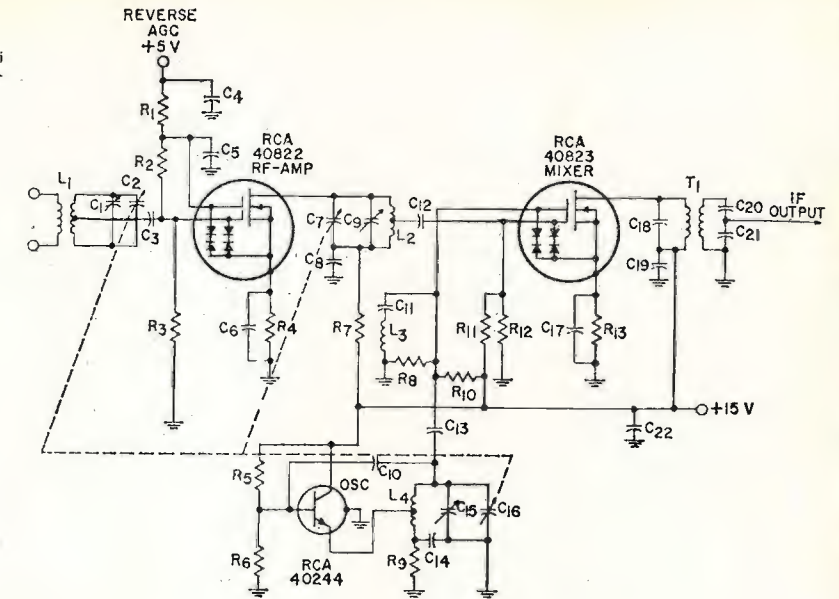 REVERSE
AGC
+5 V
C4
R1
R2
C5
RCA
40822
RF-AMP
RCA
40823
MIXER
L1
C1
C2
C3
C7
C9
C8
L2
C12
T1
C18
C19
C20
C21
IF
OUTPUT
R3
C6
R4
R7
C11
L3
R8
R11
R12
R10
C17
R13
+15 V
C13
C22
R5
C10
OSC
L4
C15
C16
R6
RCA
40244
R9
C14